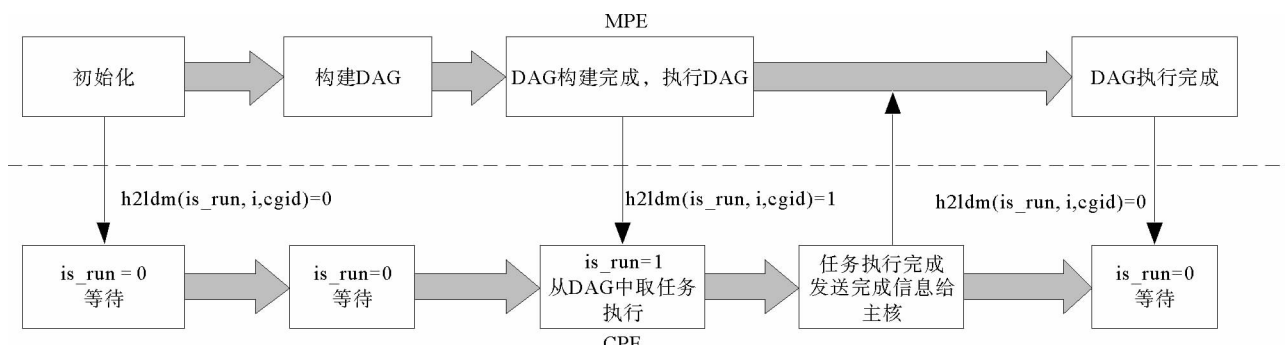 MPE
初始化
构建DAG
DAG构建完成，执行DAG
DAG执行完成
h2ldm(is_run, i,cgid)=0
h2ldm(is_run, i,cgid)=1
h2ldm(is_run, i,cgid)=0
is_run = 0
等待
is_run=0
等待
is_run=1
从DAG中取任务
执行
任务执行完成
发送完成信息给
主核
is_run=0
等待
CPE